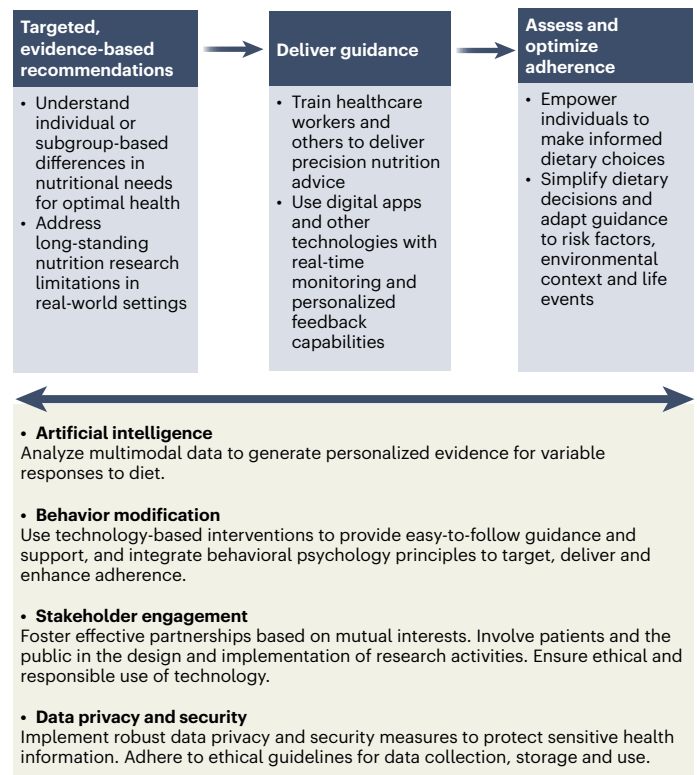 Targeted,
evidence-based
recommendations
• Understand
individual or
subgroup-based
differences in
nutritional needs
for optimal health
• Address
long-standing
nutrition research
limitations in
real-world settings
Deliver guidance
• Train healthcare
workers and
others to deliver
precision nutrition
advice
• Use digital apps
and other
technologies with
real-time
monitoring and
personalized
feedback
capabilities
Assess and
optimize
adherence
• Empower
individuals to
make informed
dietary choices
• Simplify dietary
decisions and
adapt guidance
to risk factors,
environmental
context and life
events
• Artificial intelligence
Analyze multimodal data to generate personalized evidence for variable
responses to diet.
• Behavior modification
Use technology-based interventions to provide easy-to-follow guidance and
support, and integrate behavioral psychology principles to target, deliver and
enhance adherence.
• Stakeholder engagement
Foster effective partnerships based on mutual interests. Involve patients and the
public in the design and implementation of research activities. Ensure ethical and
responsible use of technology.
• Data privacy and security
Implement robust data privacy and security measures to protect sensitive health
information. Adhere to ethical guidelines for data collection, storage and use.